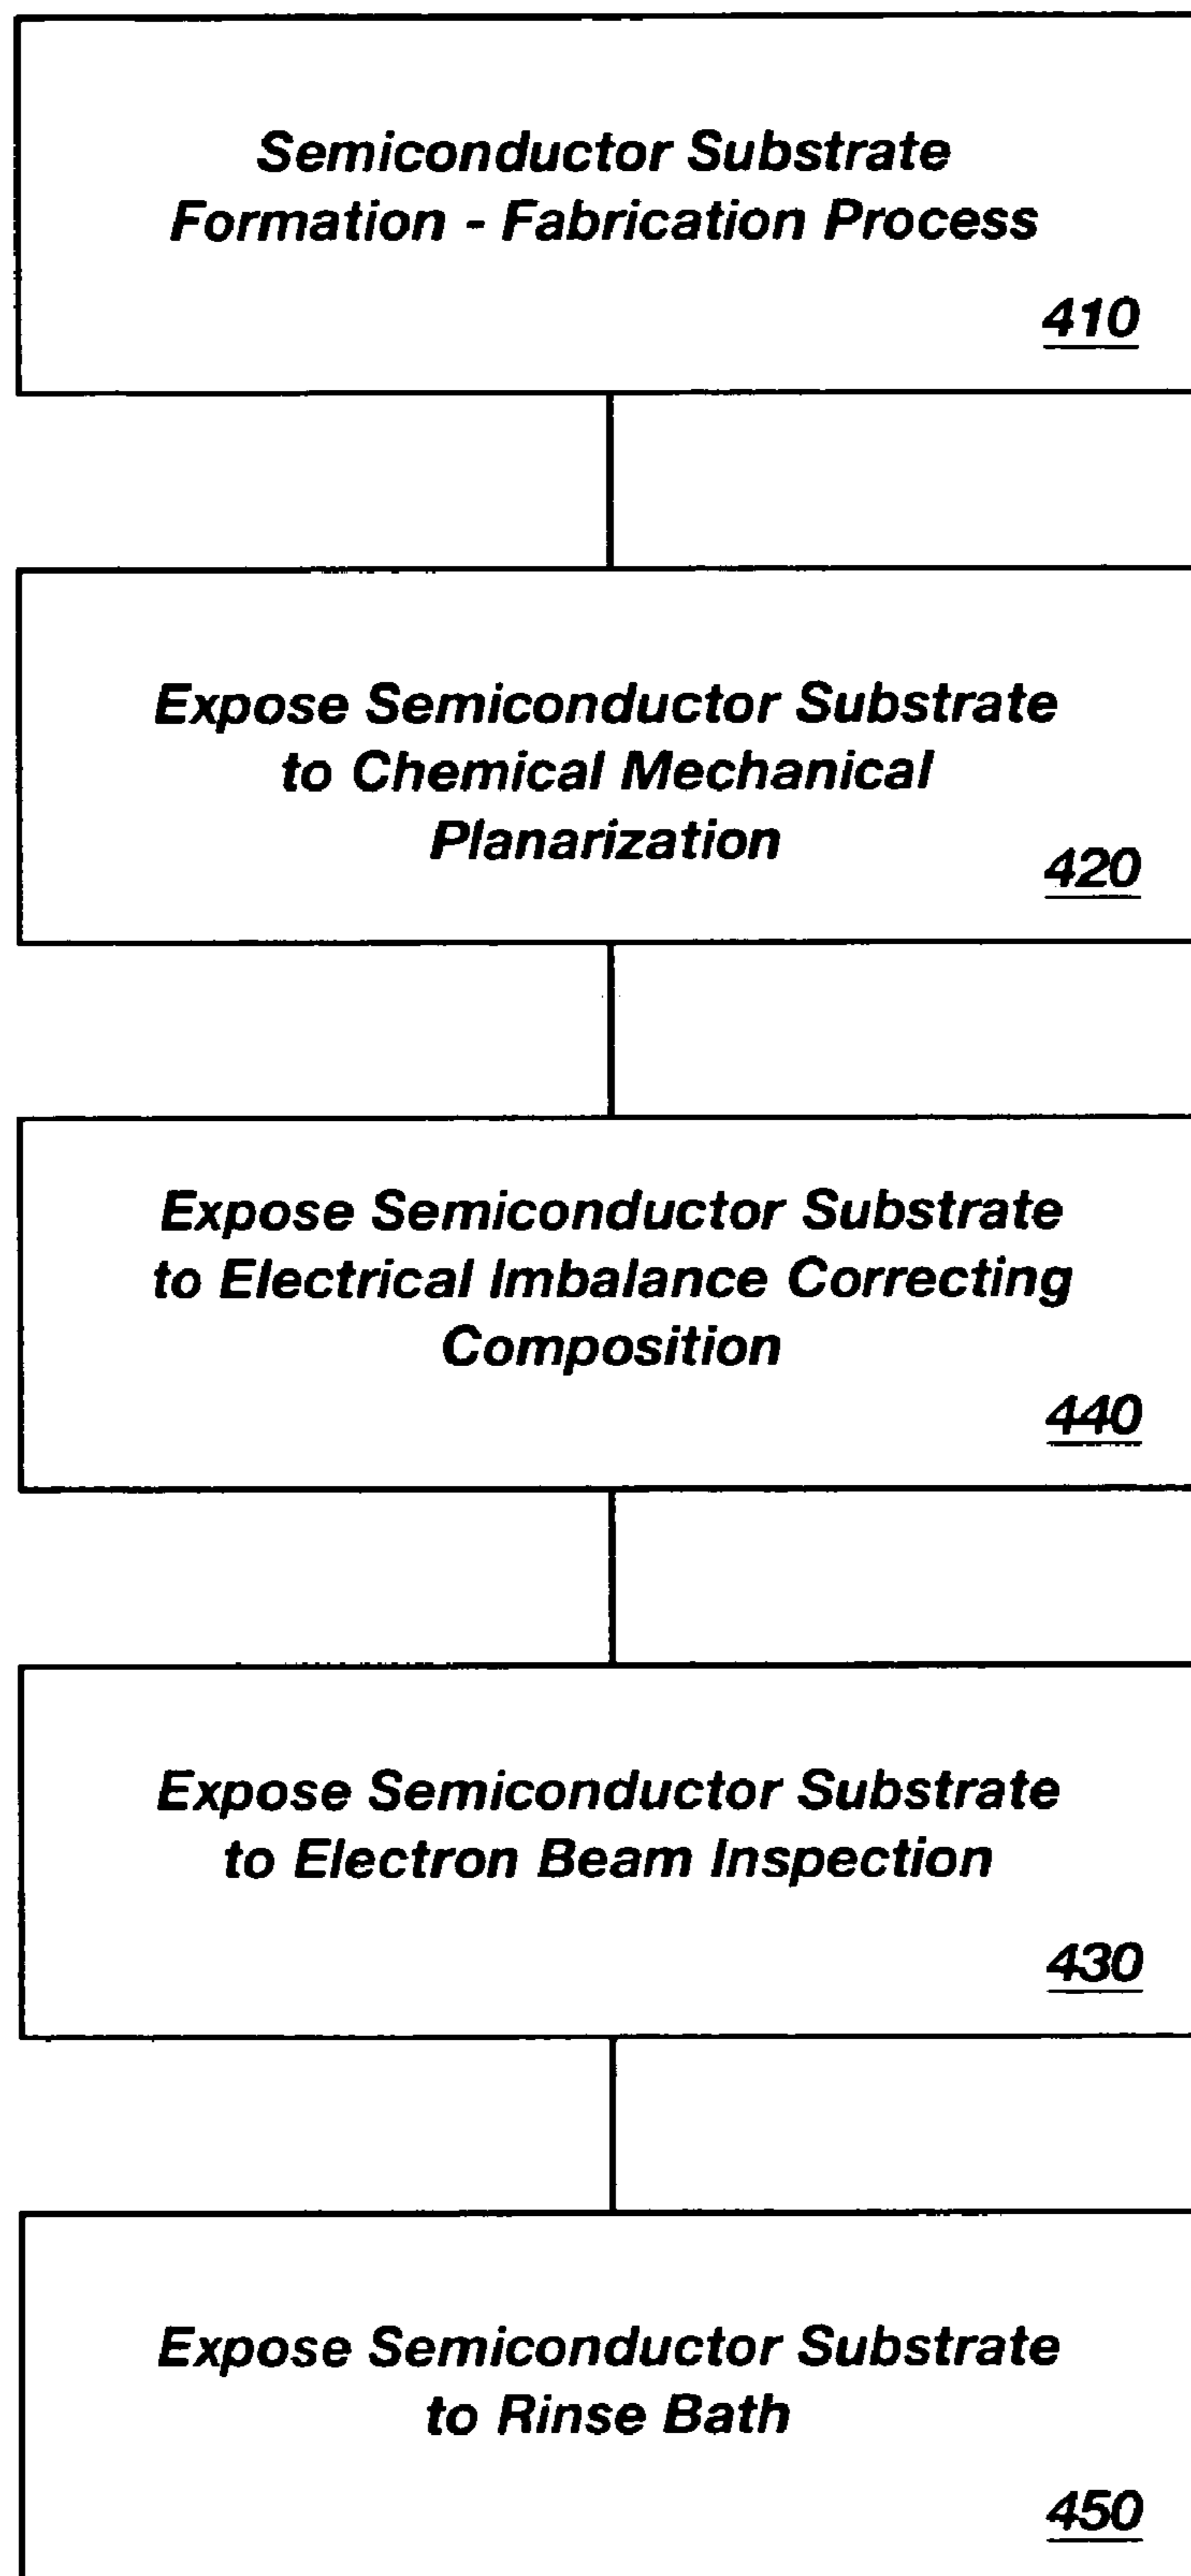 Semiconductor Substrate
Formation - Fabrication Process
410
Expose Semiconductor Substrate
to Chemical Mechanical
Planarization
420
Expose Semiconductor Substrate
to Electrical Imbalance Correcting
Composition
440
Expose Semiconductor Substrate
to Electron Beam Inspection
430
Expose Semiconductor Substrate
to Rinse Bath
450